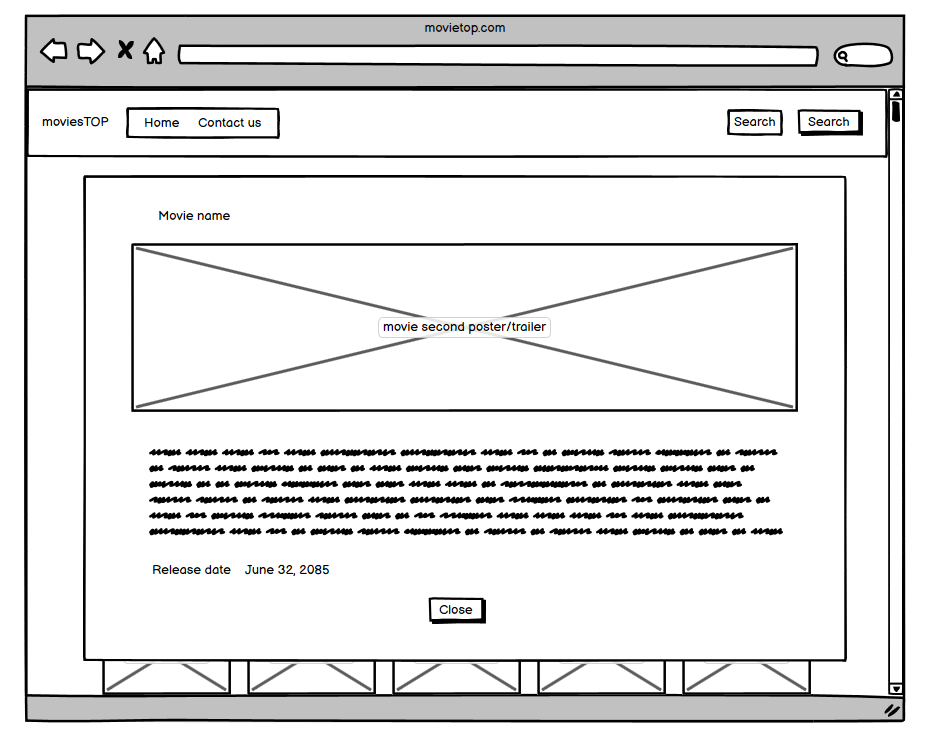 movietop.com
moviesTOP Home Contact us Search Search
Movie name
movie second poster/trailer
Release date June 32, 2085
Close